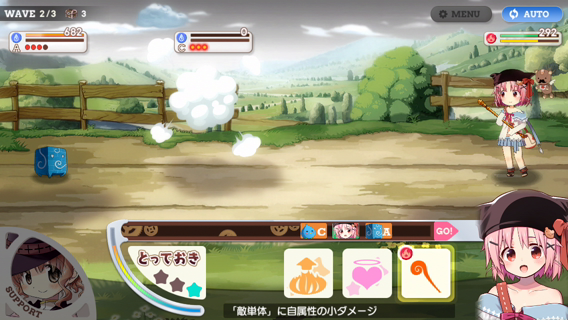 WAVE 2/3 3
MENU
AUTO
682
A
0
C
292
C
A
GO!
とっておき
SUPPORT
「敵単体」に自属性の小ダメージ